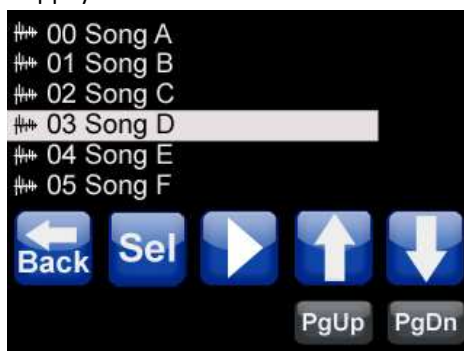 00 Song A
01 Song B
02 Song C
03 Song D
04 Song E
05 Song F
Back Sel
PgUp PgDn